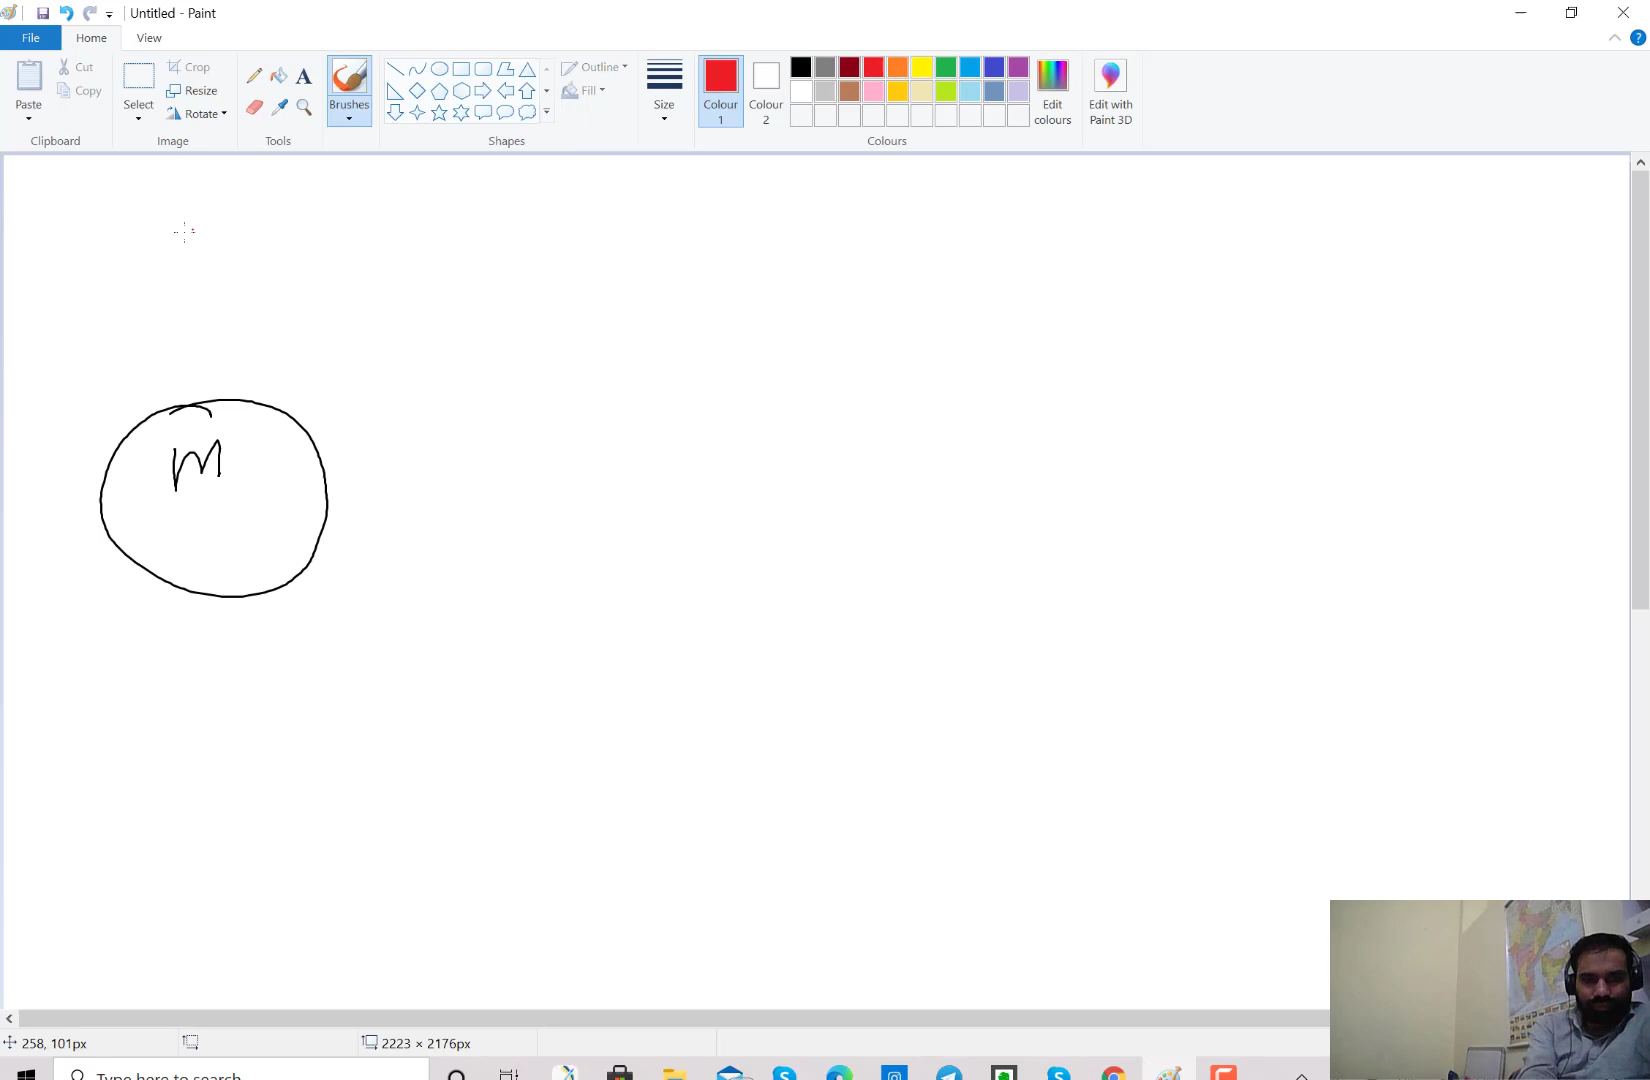 Untitled - Paint
File Home View
Paste
Cut
Copy
Clipboard
Select
Crop
Resize
Rotate
Image
Tools
Brushes
Shapes
Outline
Fill
Size
Colour 1
Colour 2
Edit colours
Colours
Edit with Paint 3D
m
258, 101px
2223 × 2176px
Type here to search